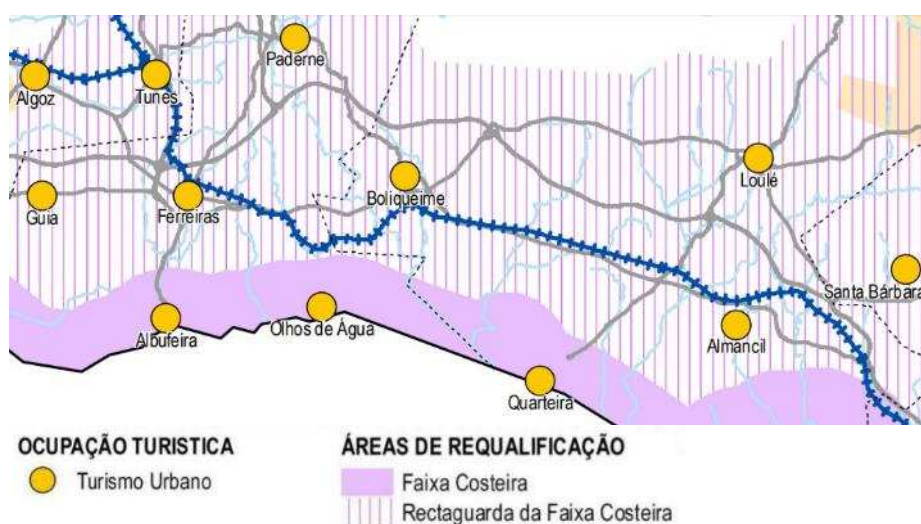 Paderne
Algoz
Tunes
Loulé
Guia
Ferreiras
Boliqueime
Santa Bárbara
Albufeira
Olhos de Água
Almancil
Quarteira
OCUPAÇÃO TURISTICA
Turismo Urbano
ÁREAS DE REQUALIFICAÇÃO
Faixa Costeira
Rectaguarda da Faixa Costeira